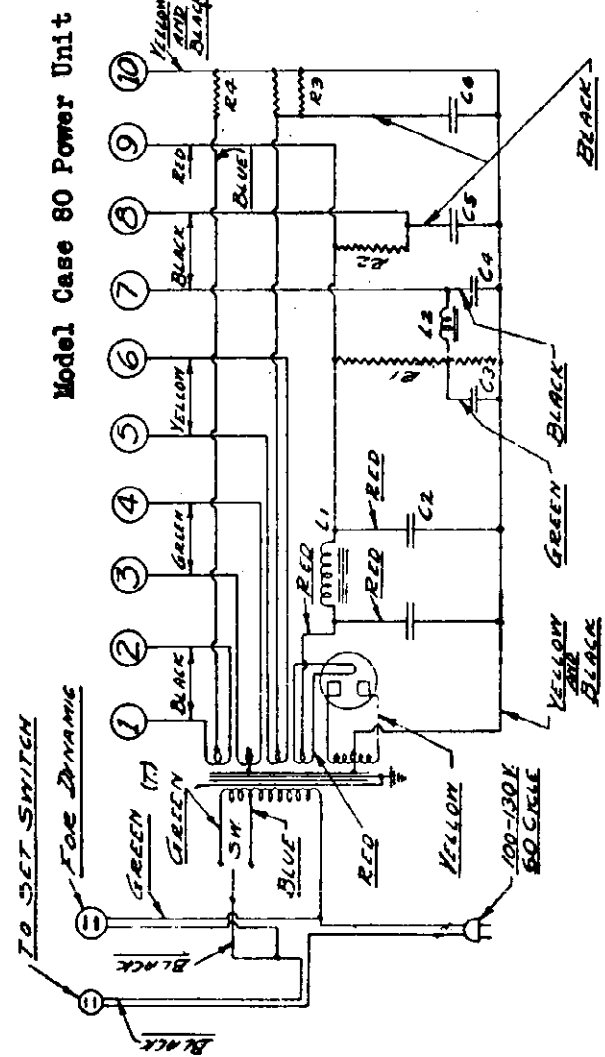 Model Case 80 Power Unit
TO SET SWITCH
FOR DYNAMIC
1
2
3
4
5
6
7
8
9
10
BLACK
GREEN
YELLOW
BLACK
RED
YELLOW
AND
BLACK
BLACK
BLACK
GREEN
(T.)
GREEN
SW.
BLUE
RED
YELLOW
100-130V.
60 CYCLE
RED
RED
L1
RED
C2
R1
C3
L2
C4
R2
C5
BLUE
R4
R3
C6
YELLOW
AND
BLACK
GREEN
BLACK
BLACK